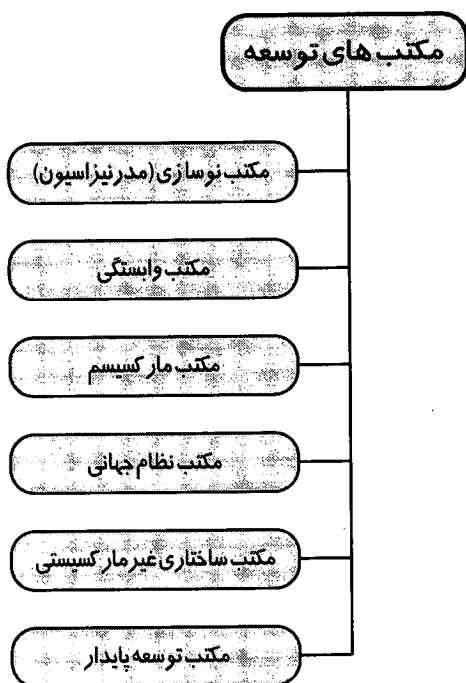 مکتب های توسعه
مکتب نوسازی (مدرنیزاسیون)
مکتب وابستگی
مکتب مارکسیسم
مکتب نظام جهانی
مکتب ساختاری غیرمارکسیستی
مکتب توسعه پایدار